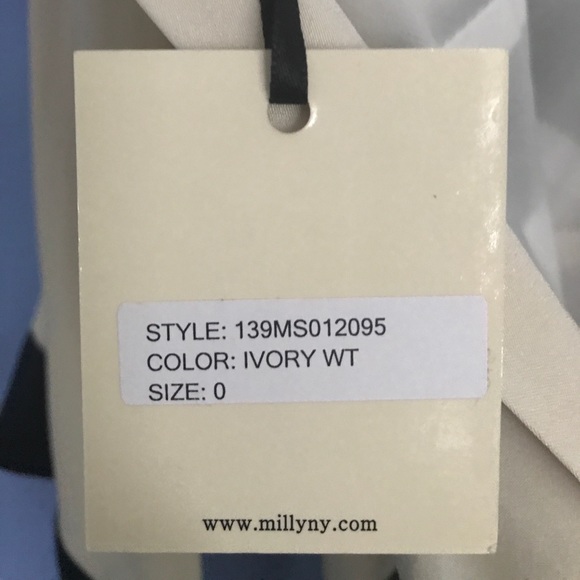 STYLE: 139MS012095
COLOR: IVORY WT
SIZE: 0
www.millyny.com